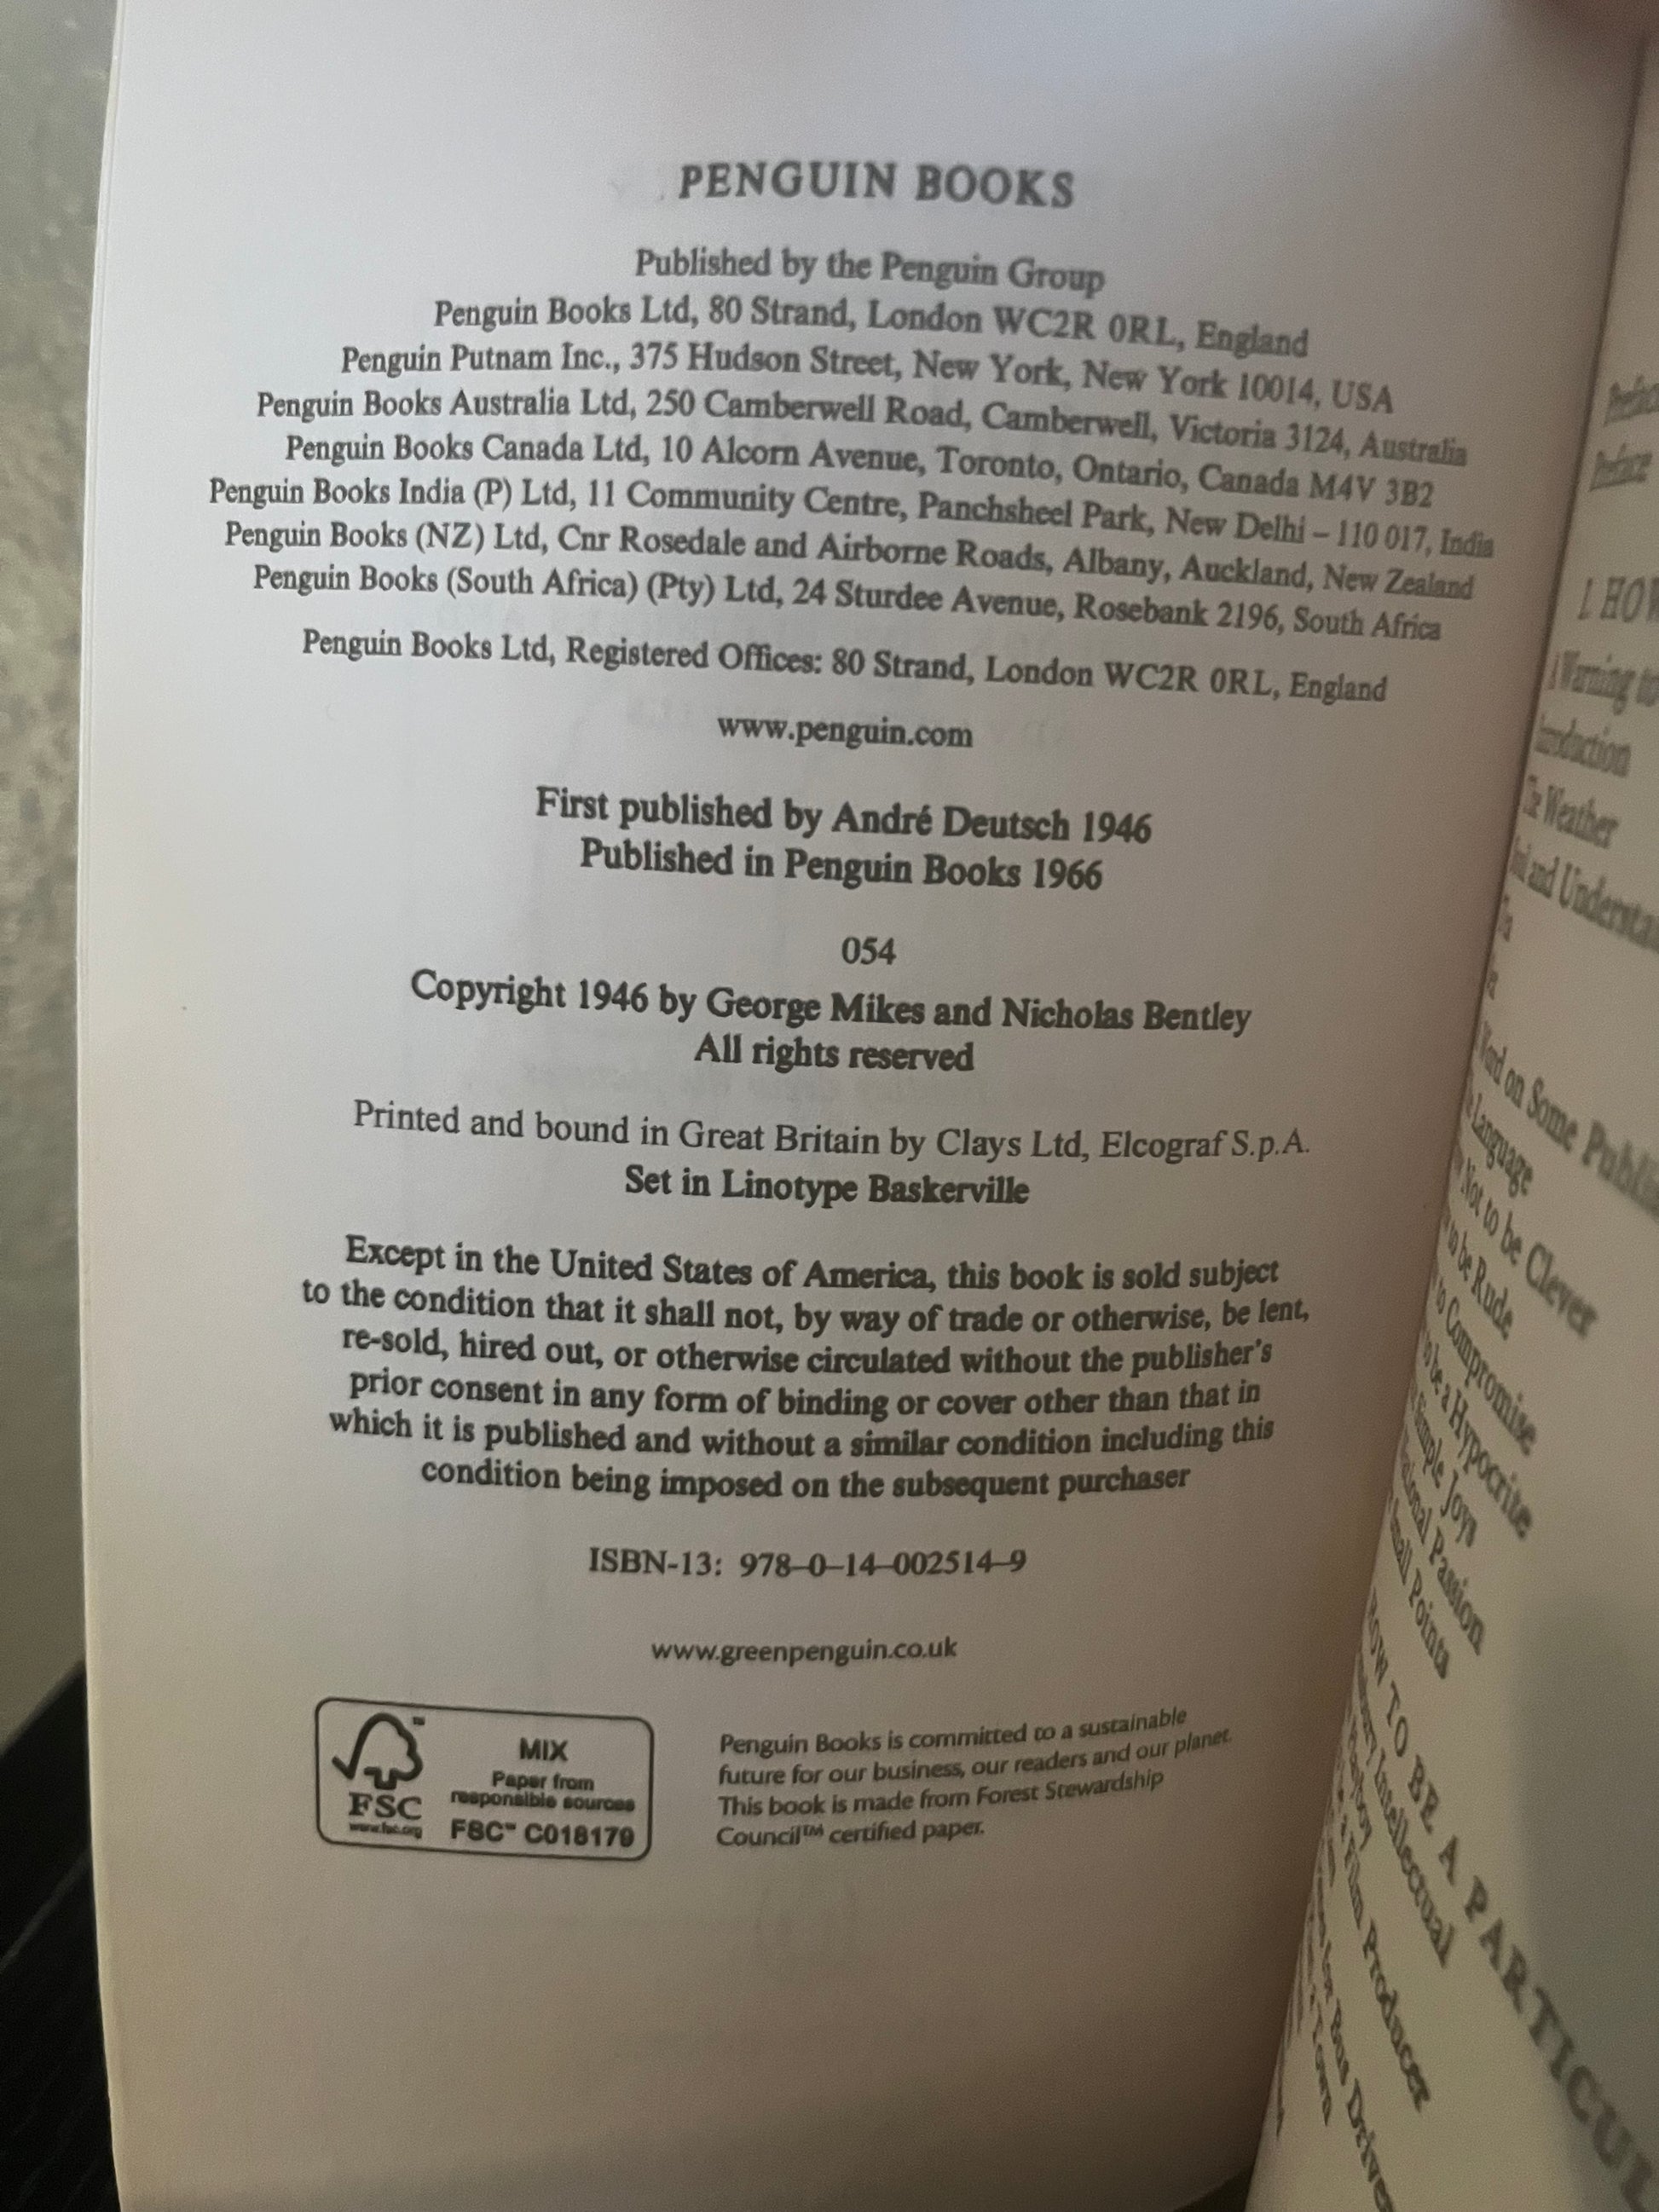 PENGUIN BOOKS
Published by the Penguin Group
Penguin Books Ltd, 80 Strand, London WC2R 0RL, England
Penguin Putnam Inc., 375 Hudson Street, New York, New York 10014, USA
Penguin Books Australia Ltd, 250 Camberwell Road, Camberwell, Victoria 3124, Australia
Penguin Books Canada Ltd, 10 Alcorn Avenue, Toronto, Ontario, Canada M4V 3B2
Penguin Books India (P) Ltd, 11 Community Centre, Panchsheel Park, New Delhi – 110 017, India
Penguin Books (NZ) Ltd, Cnr Rosedale and Airborne Roads, Albany, Auckland, New Zealand
Penguin Books (South Africa) (Pty) Ltd, 24 Sturdee Avenue, Rosebank 2196, South Africa
Penguin Books Ltd, Registered Offices: 80 Strand, London WC2R 0RL, England
www.penguin.com
First published by André Deutsch 1946
Published in Penguin Books 1966
054
Copyright 1946 by George Mikes and Nicholas Bentley
All rights reserved
Printed and bound in Great Britain by Clays Ltd, Elcograf S.p.A.
Set in Linotype Baskerville
Except in the United States of America, this book is sold subject
to the condition that it shall not, by way of trade or otherwise, be lent,
re-sold, hired out, or otherwise circulated without the publisher's
prior consent in any form of binding or cover other than that in
which it is published and without a similar condition including this
condition being imposed on the subsequent purchaser
ISBN-13: 978–0–14–002514–9
www.greenpenguin.co.uk
FSC
www.fsc.org
MIX
Paper from
responsible sources
FSC™ C018179
Penguin Books is committed to a sustainable
future for our business, our readers and our planet.
This book is made from Forest Stewardship
Council™ certified paper.
Warning to
Weather
and
on Some
Language
Not to be Clever
to be Rude
to Compromise
be a Hypocrite
Simple Joys
Passion
Small Points
TO BE A
Intellectual
Film Producer
Bus
Town